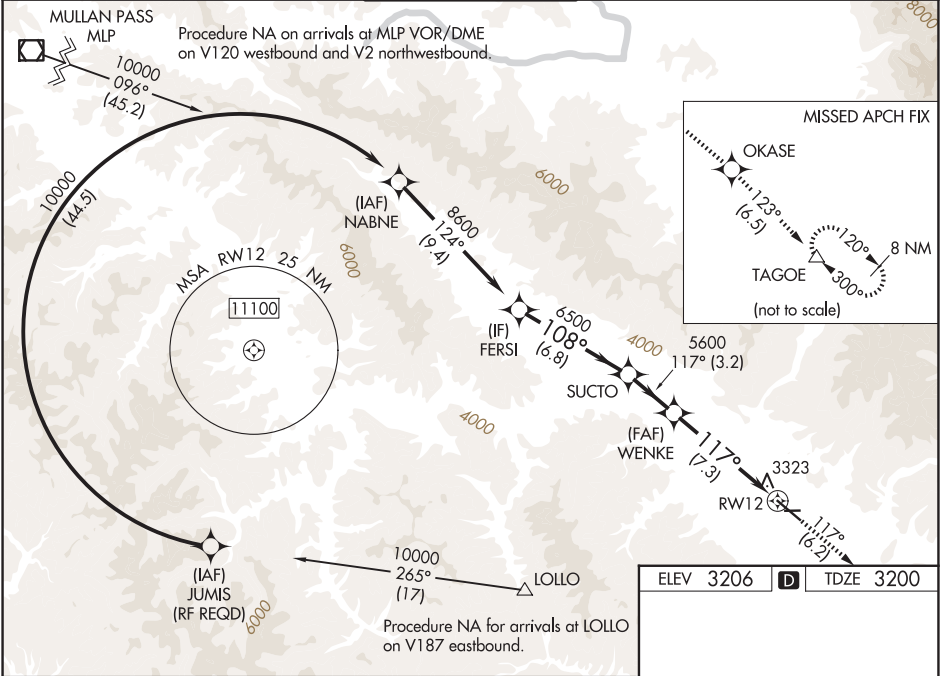 MULLAN PASS
MLP
Procedure NA on arrivals at MLP VOR/DME
on V120 westbound and V2 northwestbound.
8000
10000
096°
(45.2)
MISSED APCH FIX
OKASE
123°
(6.5)
120°
8 NM
TAGOE
300°
(not to scale)
10000
(44.5)
(IAF)
NABNE
6000
8600
124°
(9.4)
6000
MSA RW12 25 NM
11100
(IF)
FERSI
6500
108°
(6.8)
4000
5600
117° (3.2)
SUCTO
4000
(FAF)
WENKE
117°
(7.3)
3323
RW12
117°
(6.2)
(IAF)
JUMIS
(RF REQD)
6000
10000
265°
(17)
LOLLO
Procedure NA for arrivals at LOLLO
on V187 eastbound.
ELEV 3206 D TDZE 3200